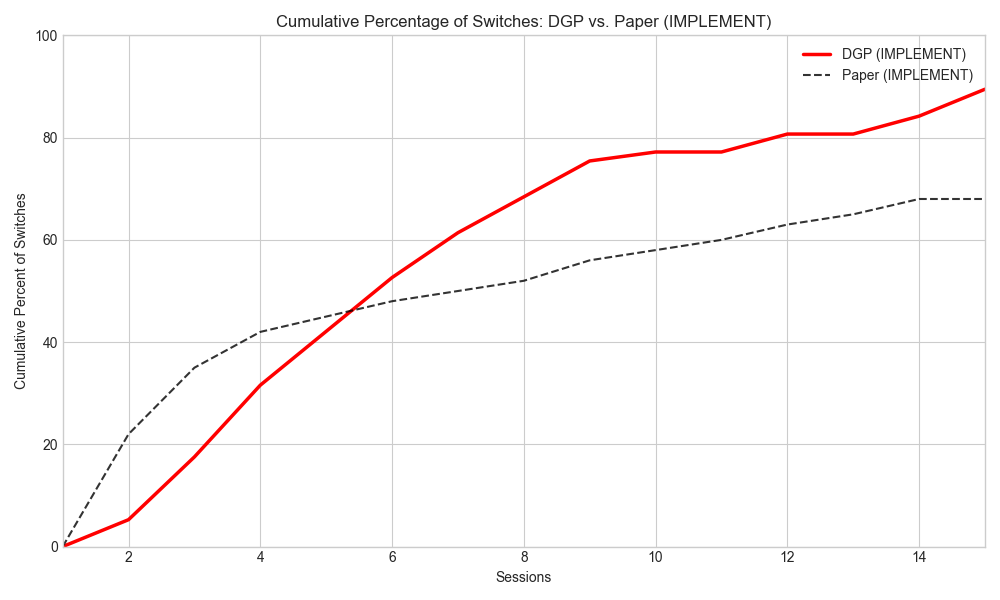 Cumulative Percentage of Switches: DGP vs. Paper (IMPLEMENT)
DGP (IMPLEMENT)
Paper (IMPLEMENT)
Cumulative Percent of Switches
100
80
60
40
20
0
2 4 6 8 10 12 14
Sessions